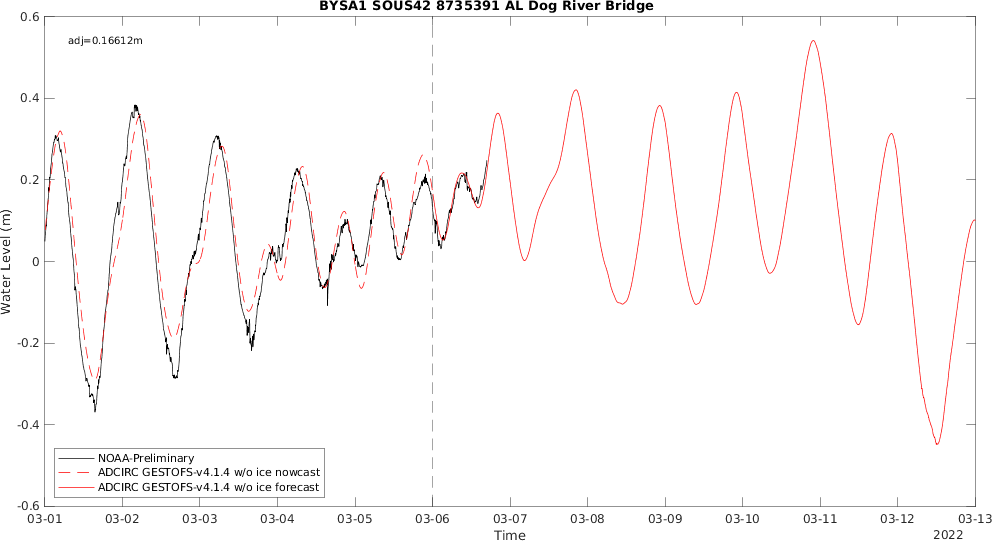 BYSA1 SOUS42 8735391 AL Dog River Bridge
adj=0.16612m
0.6
0.4
0.2
0
-0.2
-0.4
-0.6
Water Level (m)
NOAA-Preliminary
ADCIRC GESTOFS-v4.1.4 w/o ice nowcast
ADCIRC GESTOFS-v4.1.4 w/o ice forecast
03-01 03-02 03-03 03-04 03-05 03-06 03-07 03-08 03-09 03-10 03-11 03-12 03-13
Time
2022